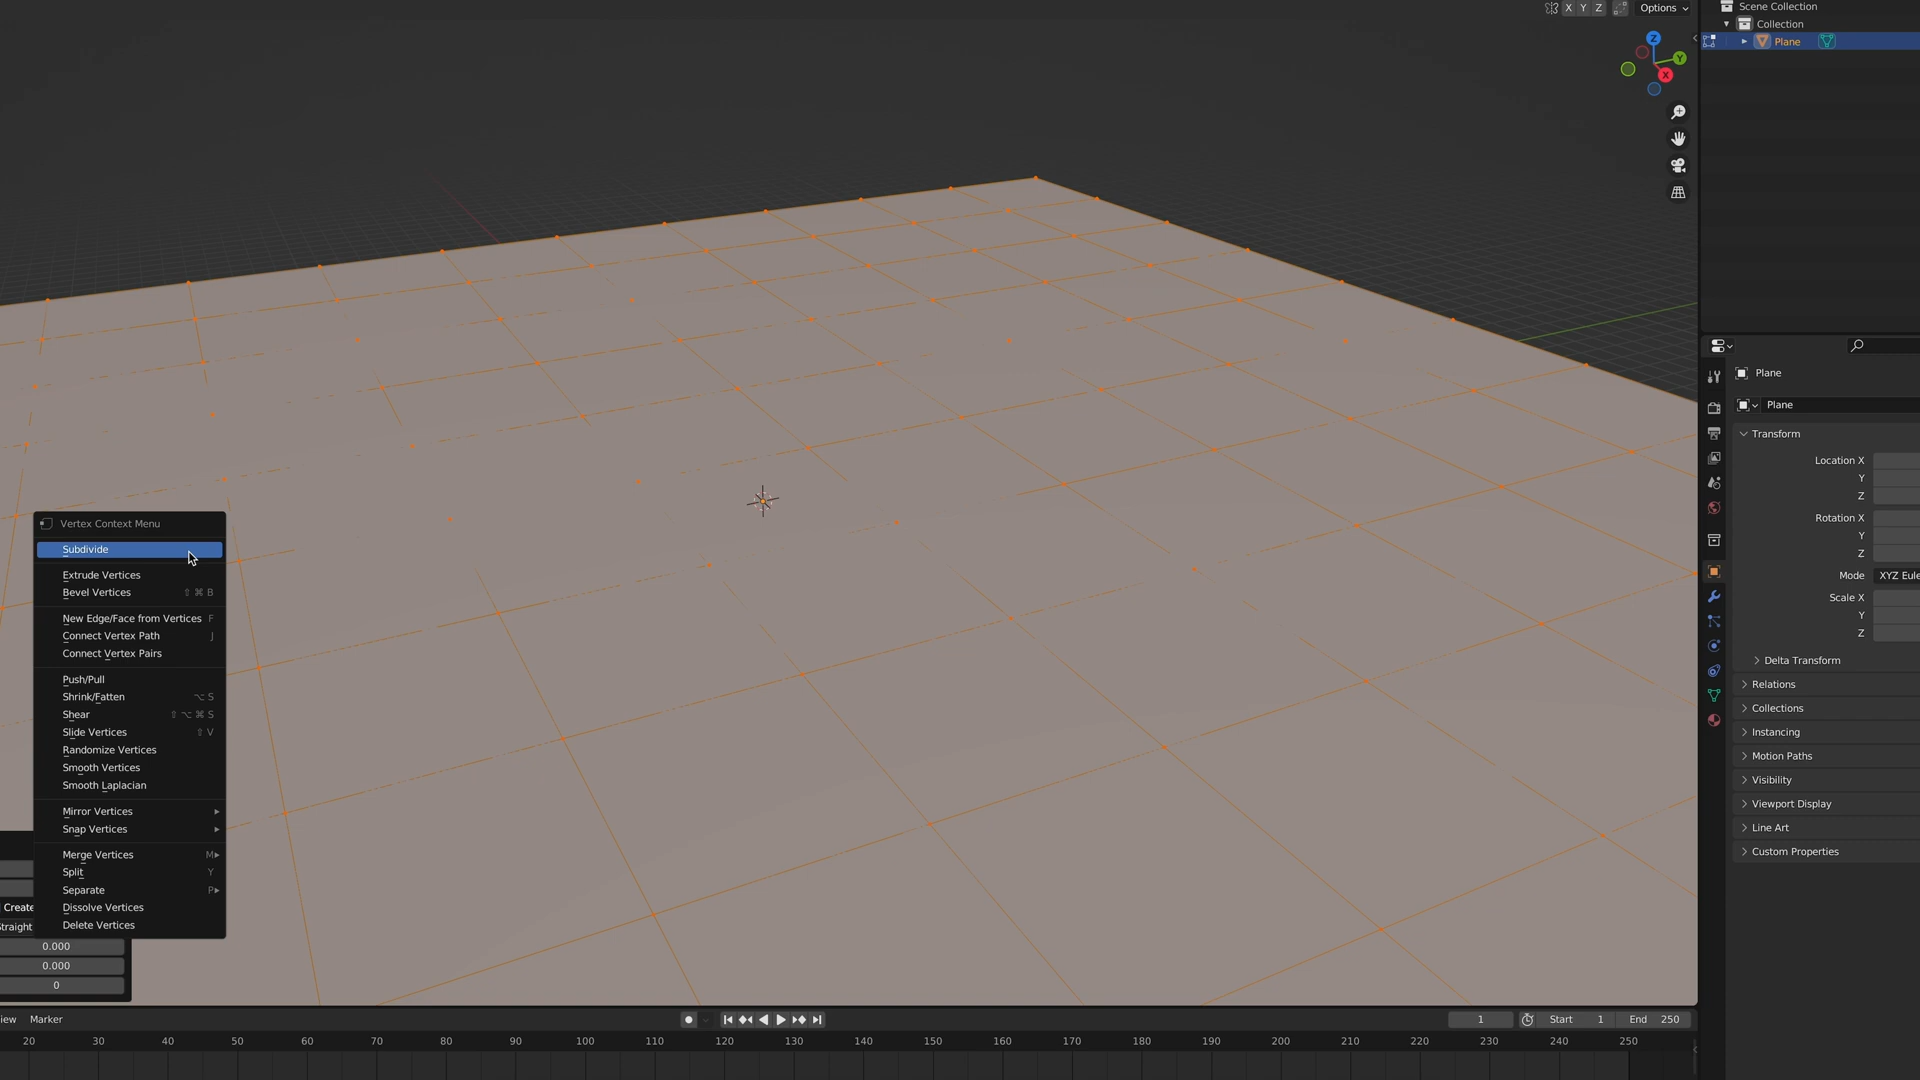 X Y Z Options
Scene Collection
Collection
Plane
Z
Y
X
Vertex Context Menu
Subdivide
Extrude Vertices
Bevel Vertices ⇧ ⌘ B
New Edge/Face from Vertices F
Connect Vertex Path J
Connect Vertex Pairs
Push/Pull
Shrink/Fatten ⌥ S
Shear ⇧ ⌥ ⌘ S
Slide Vertices ⇧ V
Randomize Vertices
Smooth Vertices
Smooth Laplacian
Mirror Vertices
Snap Vertices
Merge Vertices M
Split Y
Separate P
Dissolve Vertices
Delete Vertices
Create
Straight
0.000
0.000
0
Plane
Plane
Transform
Location X
Y
Z
Rotation X
Y
Z
Mode XYZ Eule
Scale X
Y
Z
Delta Transform
Relations
Collections
Instancing
Motion Paths
Visibility
Viewport Display
Line Art
Custom Properties
iew Marker
1 Start 1 End 250
20 30 40 50 60 70 80 90 100 110 120 130 140 150 160 170 180 190 200 210 220 230 240 250